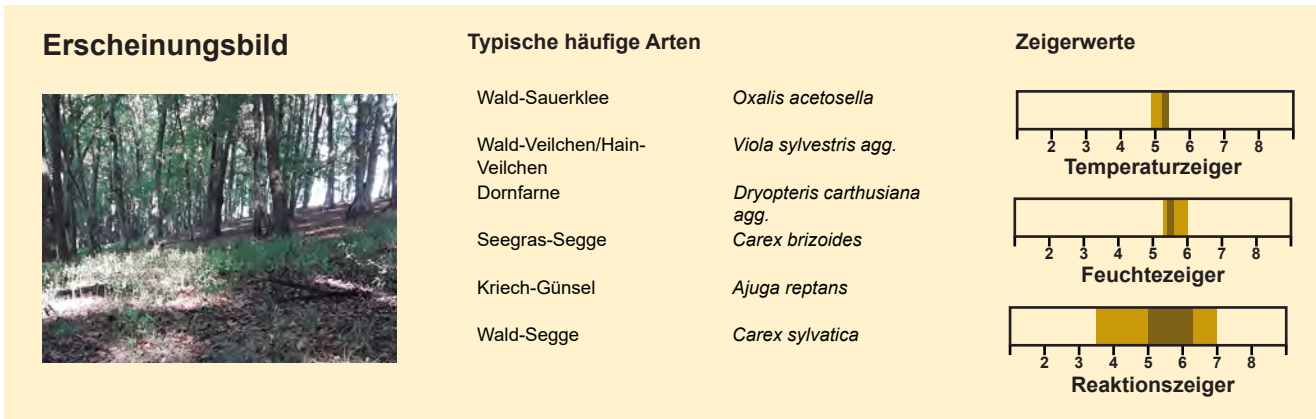 Erscheinungsbild
Typische häufige Arten
Wald-Sauerklee
Oxalis acetosella
Wald-Veilchen/Hain-
Veilchen
Viola sylvestris agg.
Dornfarne
Dryopteris carthusiana
agg.
Seegras-Segge
Carex brizoides
Kriech-Günsel
Ajuga reptans
Wald-Segge
Carex sylvatica
Zeigerwerte
2 3 4 5 6 7 8
Temperaturzeiger
2 3 4 5 6 7 8
Feuchtezeiger
2 3 4 5 6 7 8
Reaktionszeiger